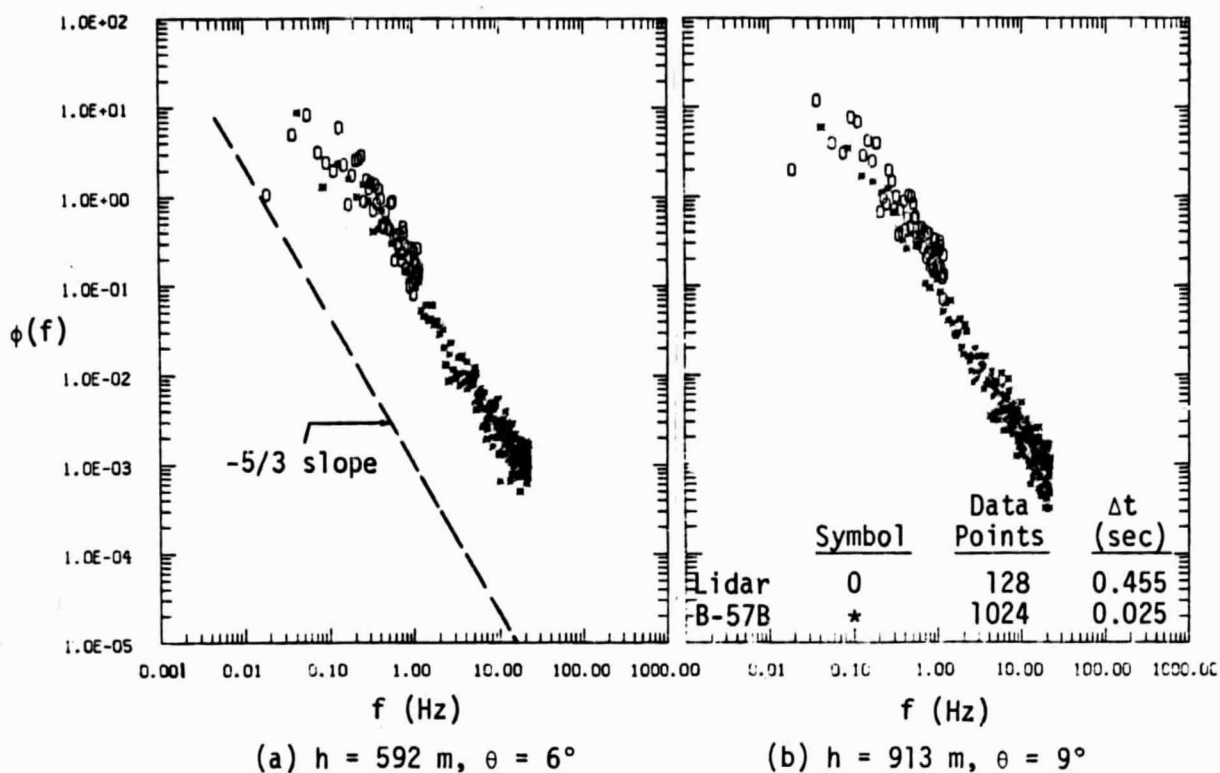 1.0E+02
1.0E+01
1.0E+00
1.0E-01
φ(f)
1.0E-02
1.0E-03
1.0E-04
1.0E-05
-5/3 slope
0.001 0.01 0.10 1.00 10.00 100.00 1000.00
f (Hz)
(a) h = 592 m, θ = 6°
Data Δt
Symbol Points (sec)
Lidar 0 128 0.455
B-57B * 1024 0.025
0.01 0.10 1.00 10.00 100.00 1000.00
f (Hz)
(b) h = 913 m, θ = 9°